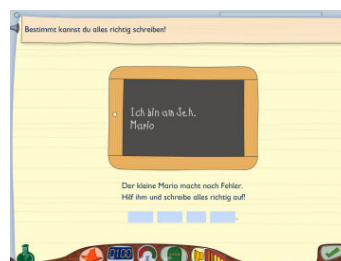 Bestimmt kannst du alles richtig schreiben!
Ich bin am Seh.
Mario
Der kleine Mario macht noch Fehler.
Hilf ihm und schreibe alles richtig auf!